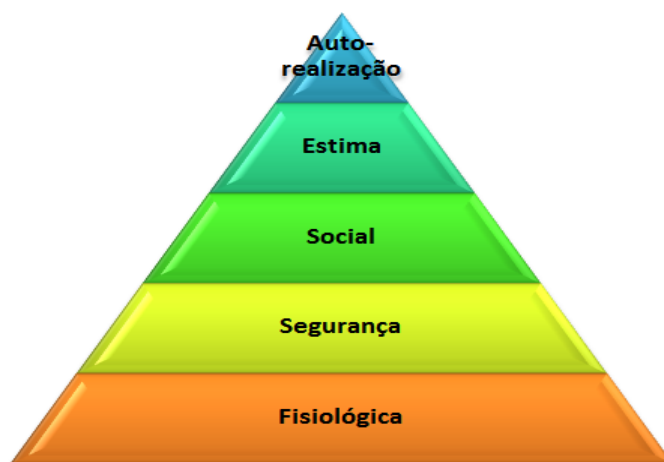 Auto-
realização
Estima
Social
Segurança
Fisiológica